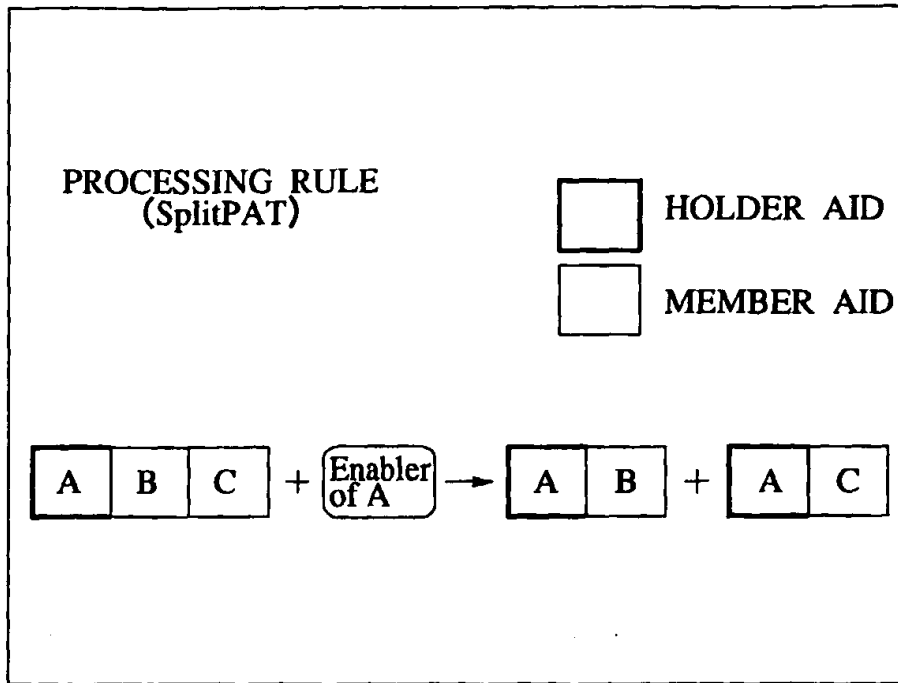 PROCESSING RULE
(SplitPAT)
HOLDER AID
MEMBER AID
A B C + Enabler of A → A B + A C